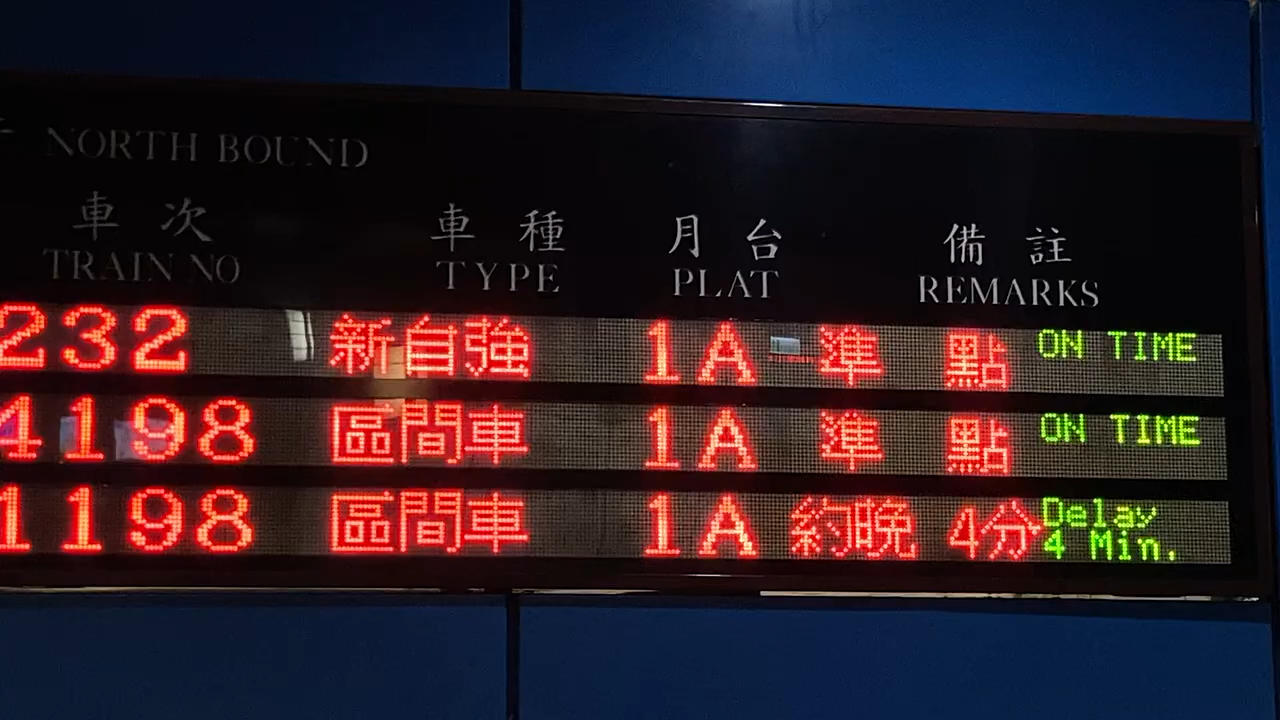 NORTH BOUND
車次 車種 月台 備註
TRAIN NO TYPE PLAT REMARKS
232 新自強 1A 準點 ON TIME
4198 區間車 1A 準點 ON TIME
1198 區間車 1A 約晚 4分 Delay 4 Min.